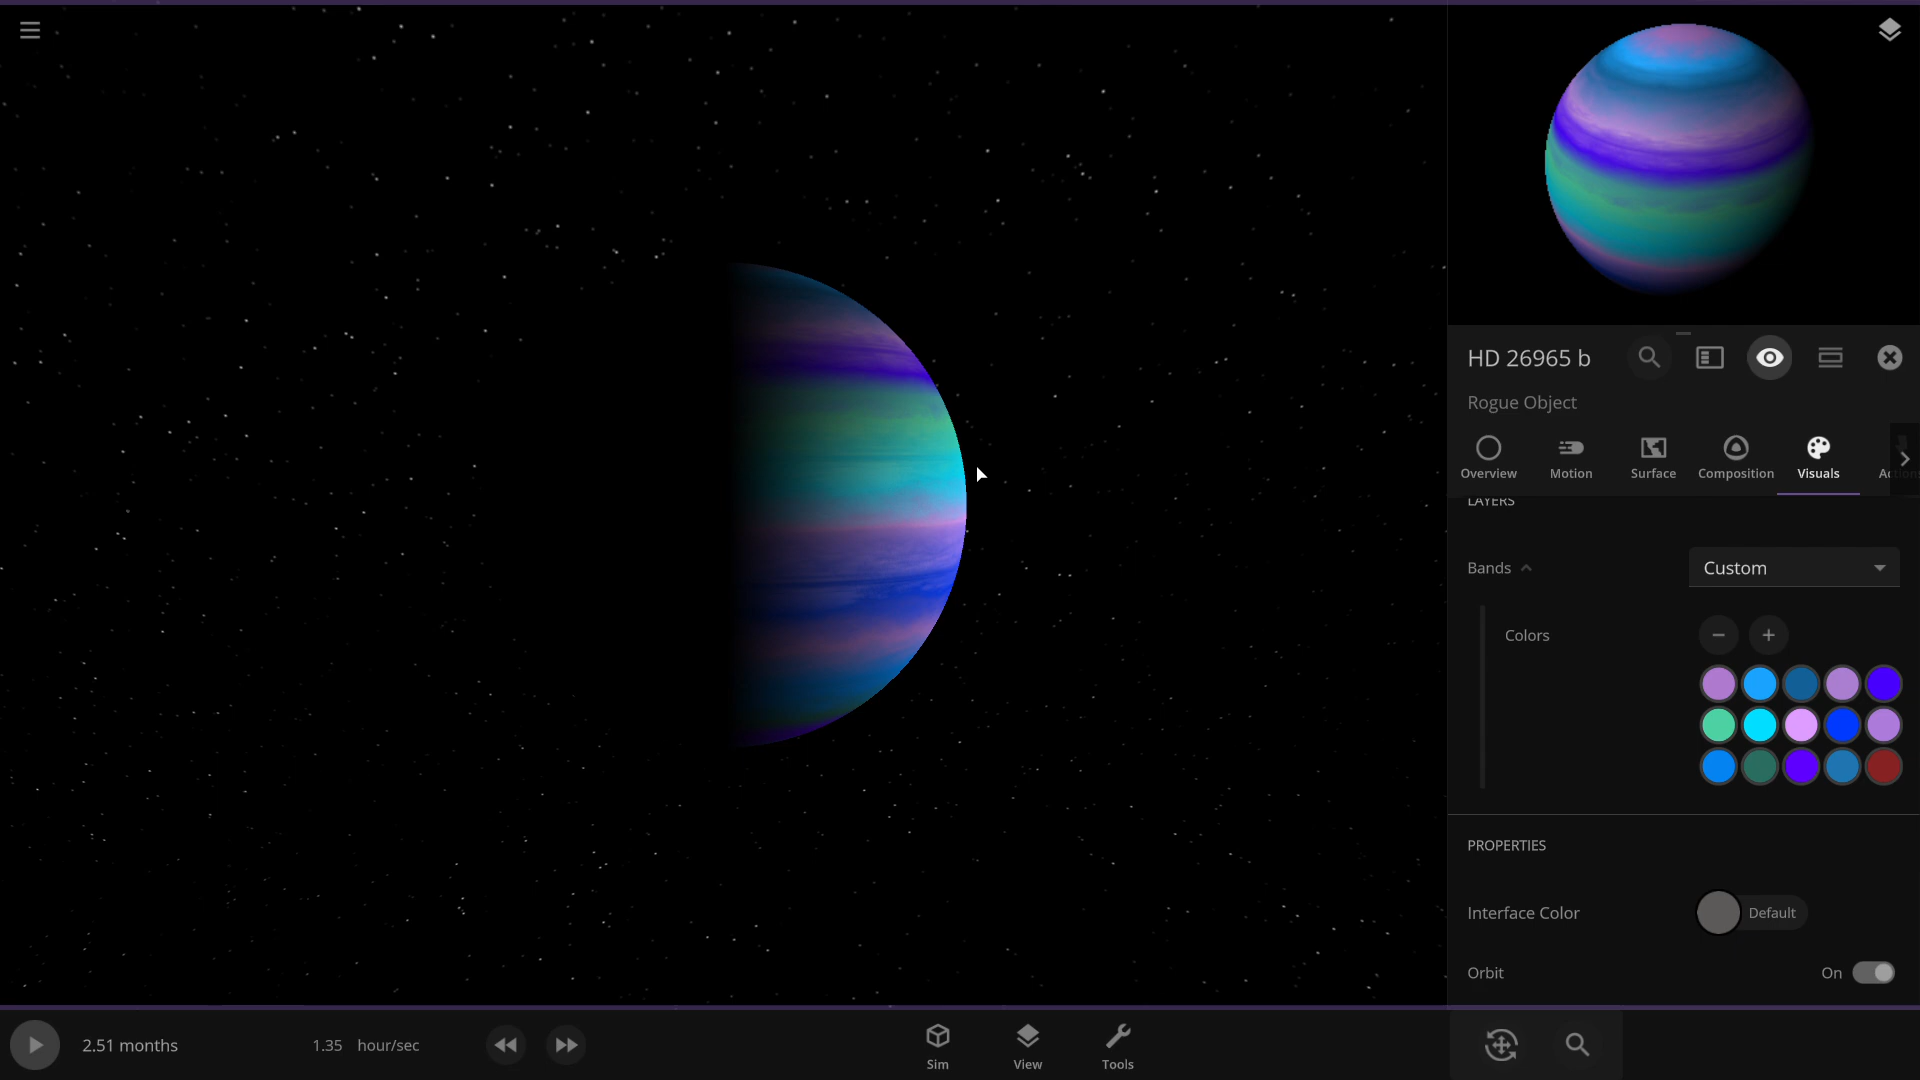 HD 26965 b
Rogue Object
Overview Motion Surface Composition Visuals
LAYERS
Bands Custom
Colors
PROPERTIES
Interface Color Default
Orbit On
2.51 months 1.35 hour/sec
Sim View Tools